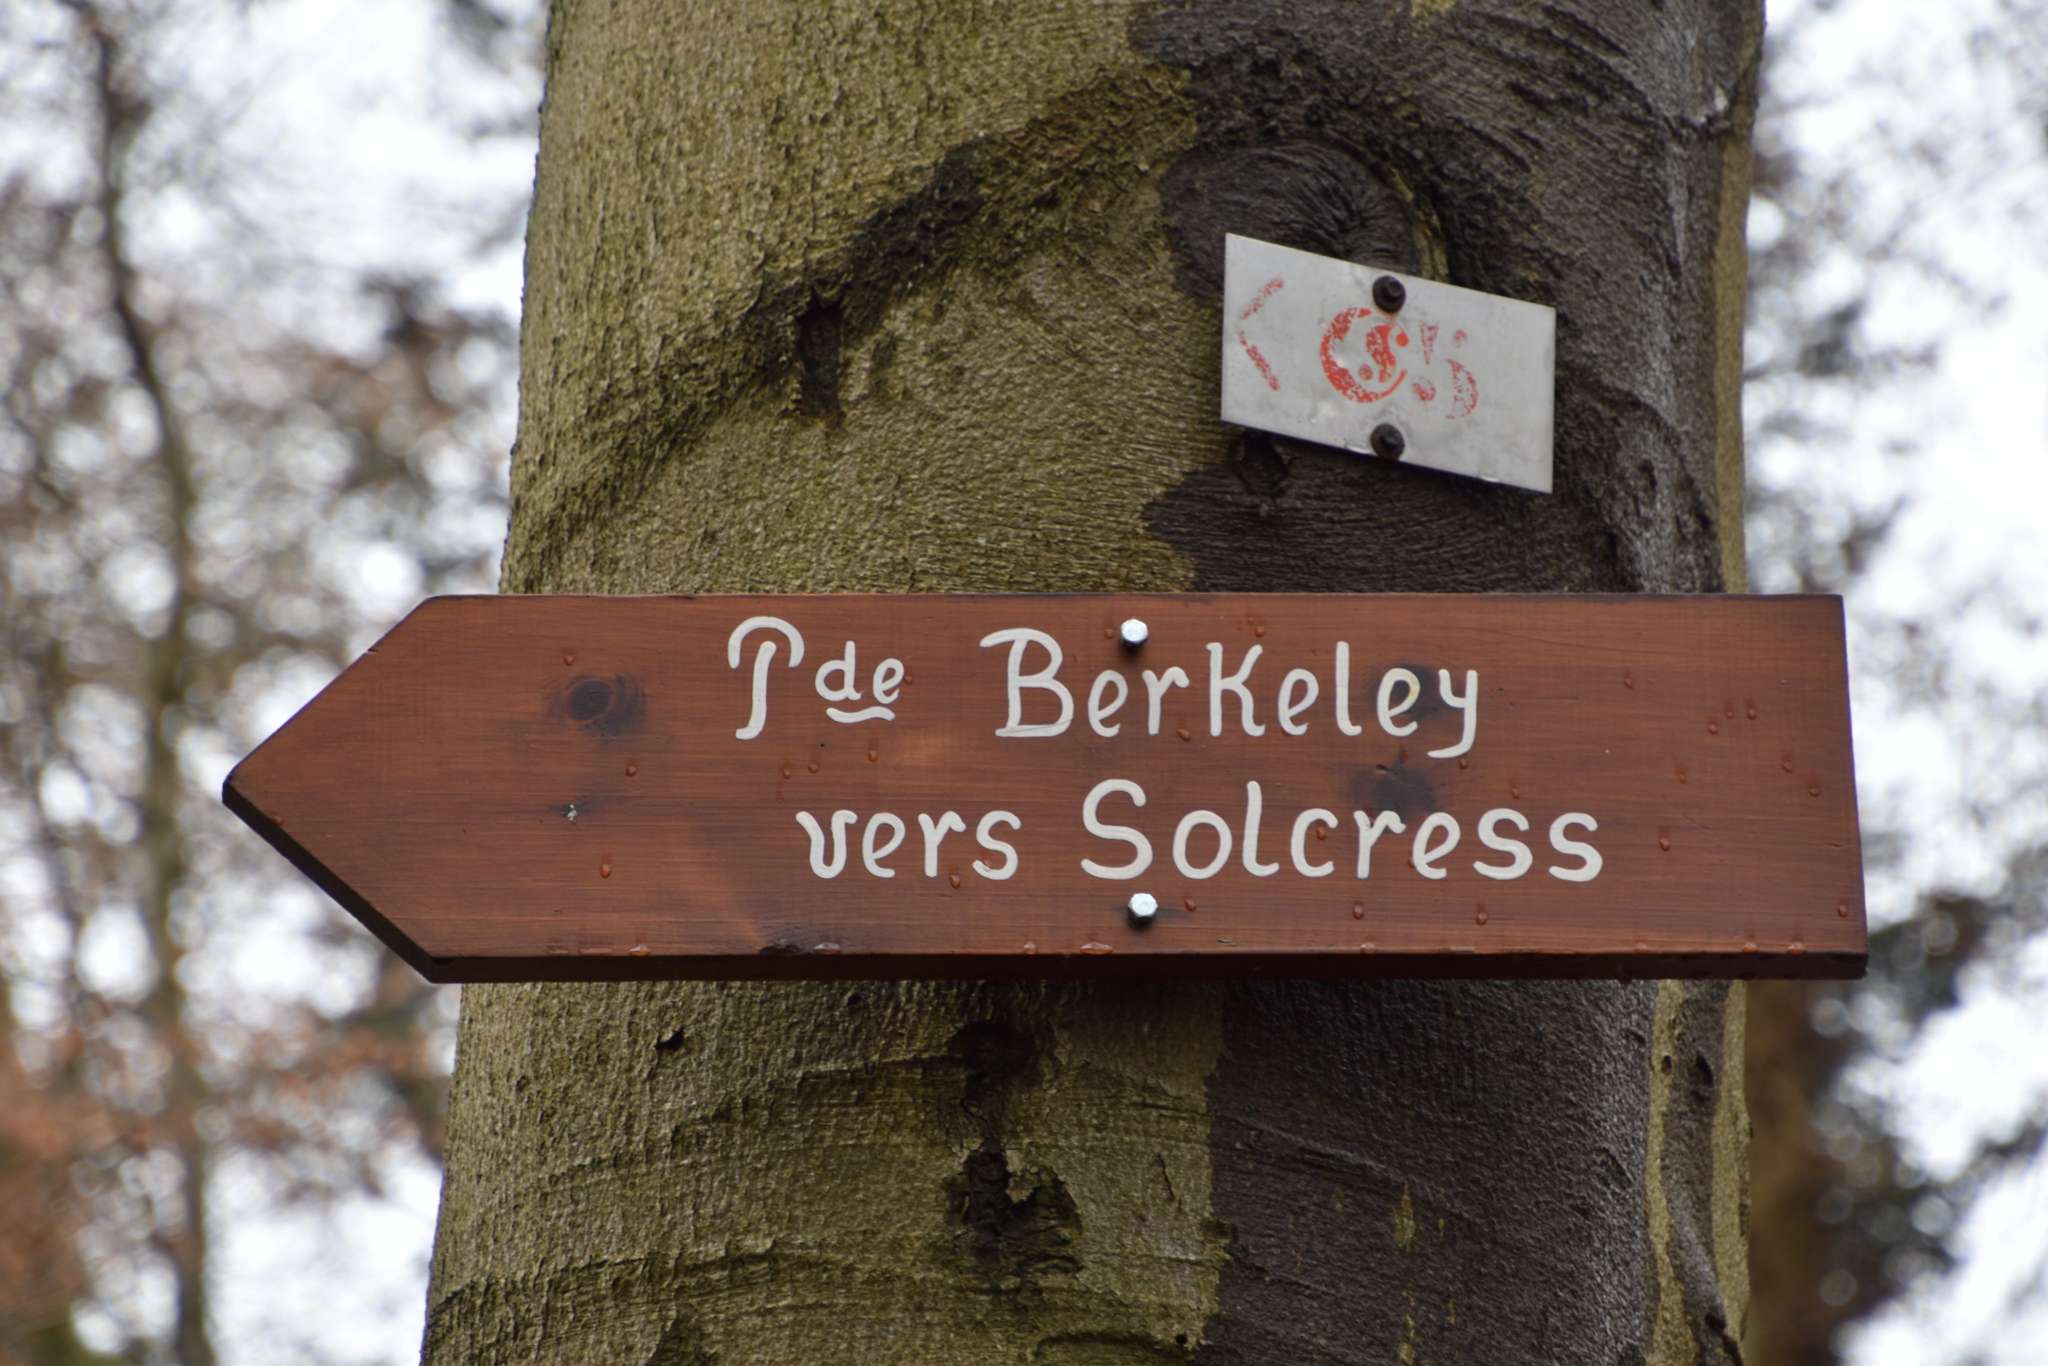 Pde Berkeley
vers Solcress